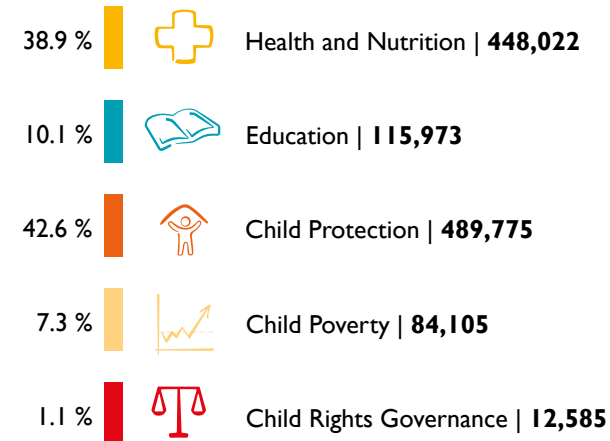 38.9 % Health and Nutrition | 448,022
10.1 % Education | 115,973
42.6 % Child Protection | 489,775
7.3 % Child Poverty | 84,105
1.1 % Child Rights Governance | 12,585